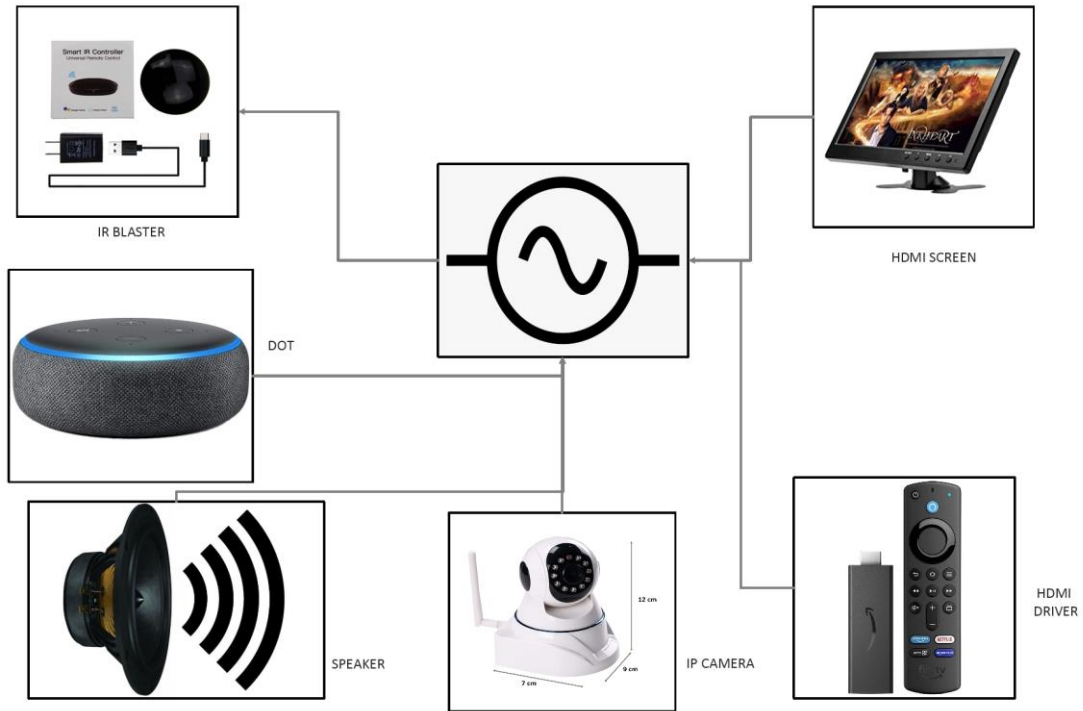 Smart IR Controller
Universal Remote Control
IR BLASTER
HDMI SCREEN
DOT
SPEAKER
12 cm
9 cm
7 cm
IP CAMERA
HDMI
DRIVER